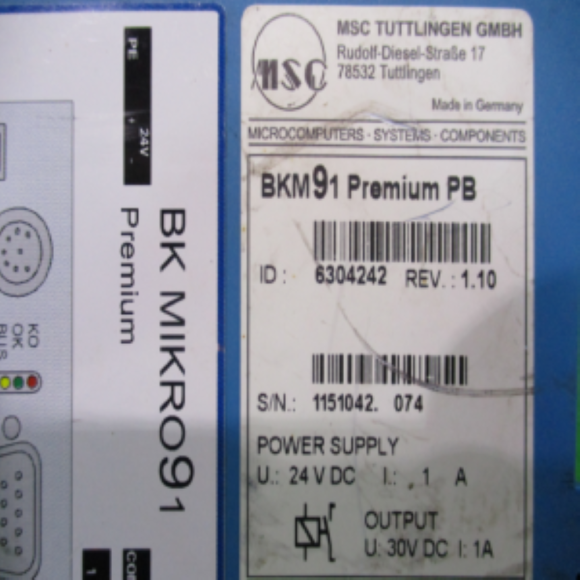 PE
24V
BK MIKRO91
Premium
KO
OK
BUS
1
MSC
MSC TUTTLINGEN GMBH
Rudolf-Diesel-Straße 17
78532 Tuttlingen
Made in Germany
MICROCOMPUTERS · SYSTEMS · COMPONENTS
BKM91 Premium PB
ID : 6304242 REV. : 1.10
S/N.: 1151042. 074
POWER SUPPLY
U.: 24 V DC I.: . 1 A
OUTPUT
U: 30V DC I: 1A